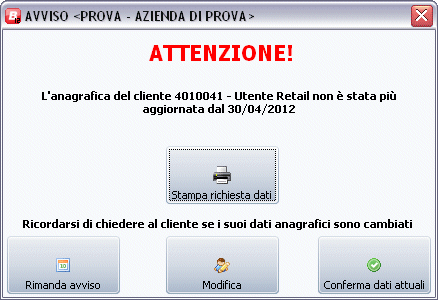 AVVISO <PROVA - AZIENDA DI PROVA>
ATTENZIONE!
L'anagrafica del cliente 4010041 - Utente Retail non è stata più
aggiornata dal 30/04/2012
Stampa richiesta dati
Ricordarsi di chiedere al cliente se i suoi dati anagrafici sono cambiati
Rimanda avviso
Modifica
Conferma dati attuali